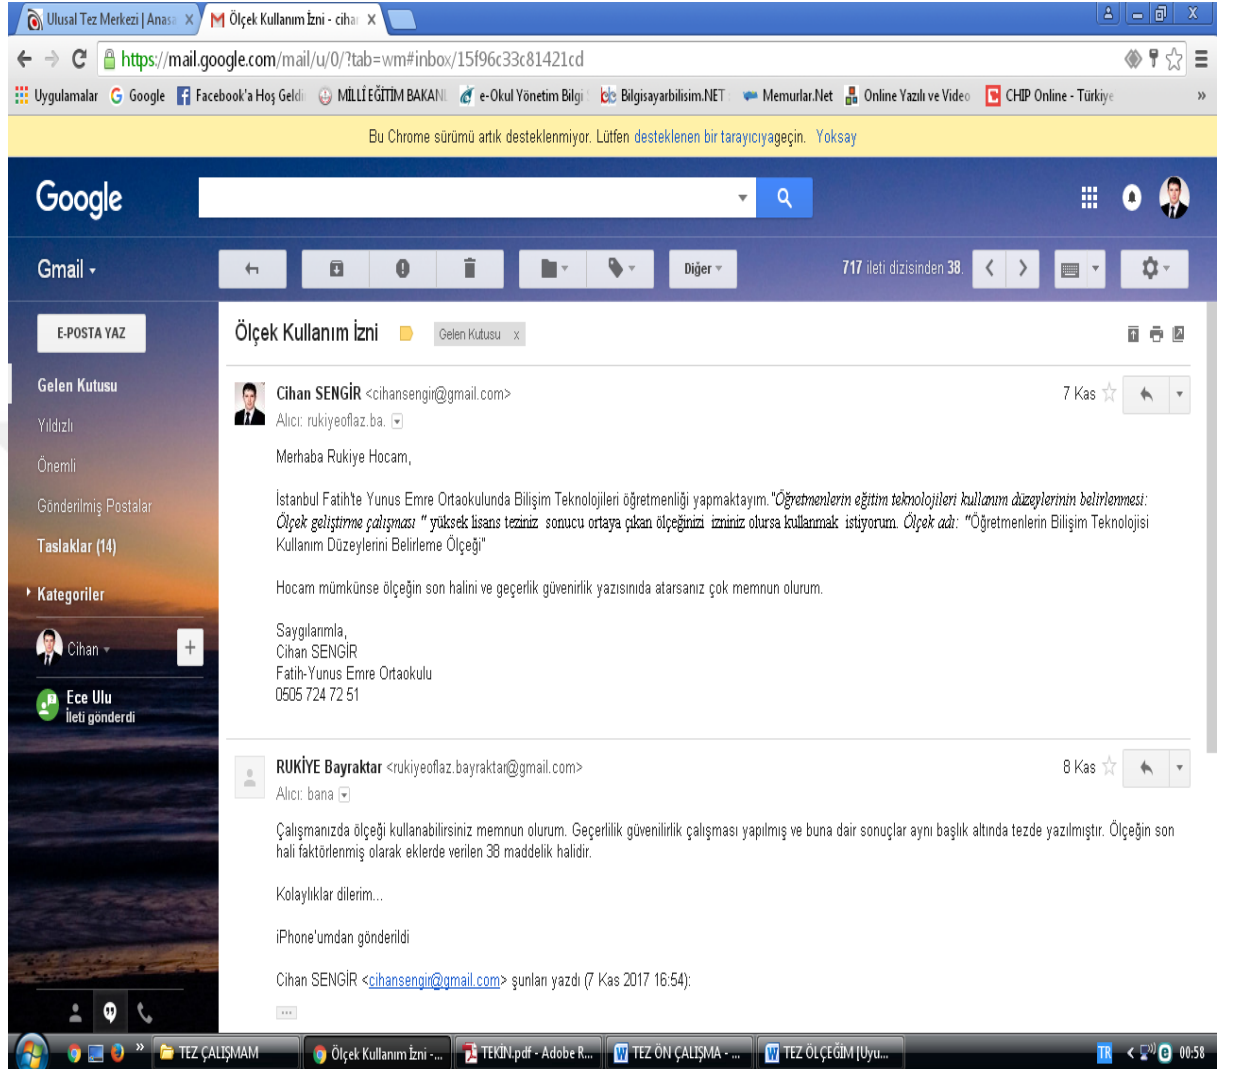 Ulusal Tez Merkezi | Anasa x
Ölçek Kullanım İzni - cihar x
https://mail.google.com/mail/u/0/?tab=wm#inbox/15f96c33c81421cd
Uygulamalar Google Facebook'a Hoş Geldi MİLLÎ EĞİTİM BAKANL e-Okul Yönetim Bilgi Bilgisayarbilisim.NET Memurlar.Net Online Yazılı ve Video CHIP Online - Türkiye »
Bu Chrome sürümü artık desteklenmiyor. Lütfen desteklenen bir tarayıcıyageçin. Yoksay
Google
Gmail
Diğer
717 ileti dizisinden 38.
E-POSTA YAZ
Gelen Kutusu
Yıldızlı
Önemli
Gönderilmiş Postalar
Taslaklar (14)
Kategoriler
Cihan
+
Ece Ulu
İleti gönderdi
Ölçek Kullanım İzni
Gelen Kutusu x
Cihan SENGİR <cihansengir@gmail.com>
7 Kas
Alıcı: rukiyeoflaz.ba.
Merhaba Rukiye Hocam,
İstanbul Fatih'te Yunus Emre Ortaokulunda Bilişim Teknolojileri öğretmenliği yapmaktayım. "Öğretmenlerin eğitim teknolojileri kullanım düzeylerinin belirlenmesi:
Ölçek geliştirme çalışması " yüksek lisans teziniz sonucu ortaya çıkan ölçeğinizi izniniz olursa kullanmak istiyorum. Ölçek adı: "Öğretmenlerin Bilişim Teknolojisi
Kullanım Düzeylerini Belirleme Ölçeği"
Hocam mümkünse ölçeğin son halini ve geçerlik güvenirlik yazısınıda atarsanız çok memnun olurum.
Saygılarımla,
Cihan SENGİR
Fatih-Yunus Emre Ortaokulu
0505 724 72 51
RUKİYE Bayraktar <rukiyeoflaz.bayraktar@gmail.com>
8 Kas
Alıcı: bana
Çalışmanızda ölçeği kullanabilirsiniz memnun olurum. Geçerlilik güvenilirlik çalışması yapılmış ve buna dair sonuçlar aynı başlık altında tezde yazılmıştır. Ölçeğin son
hali faktörlenmiş olarak eklerde verilen 38 maddelik halidir.
Kolaylıklar dilerim...
iPhone'umdan gönderildi
Cihan SENGİR <cihansengir@gmail.com> şunları yazdı (7 Kas 2017 16:54):
...
» TEZ ÇALIŞMAM Ölçek Kullanım İzni -... TEKİN.pdf - Adobe R... TEZ ÖN ÇALIŞMA - ... TEZ ÖLÇEĞİM [Uyu... TR 00:58